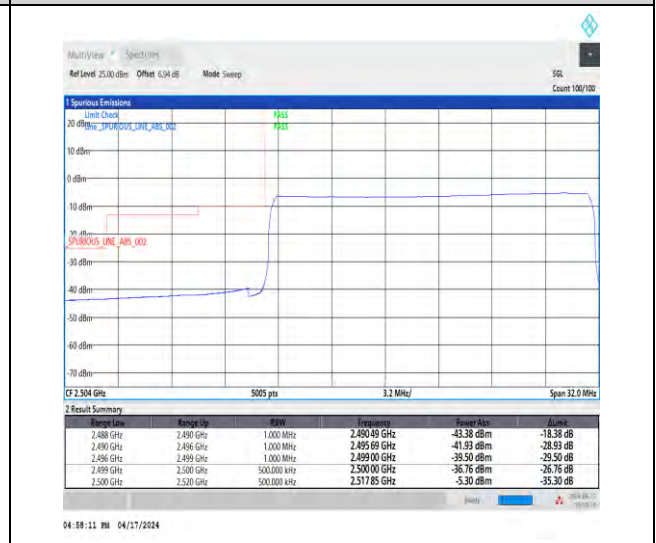 MultiView Spectrum
Ref Level 25.00 dBm Offset 6.94 dB Mode Sweep SGL
Count 100/100
1 Spurious Emissions
Limit Check PASS
Line _SPURIOUS_LINE_ABS_002 PASS
20 dBm
10 dBm
0 dBm
-10 dBm
-20 dBm
_SPURIOUS_LINE_ABS_002
-30 dBm
-40 dBm
-50 dBm
-60 dBm
-70 dBm
CF 2.504 GHz 5005 pts 3.2 MHz/ Span 32.0 MHz
2 Result Summary
Range Low Range Up RBW Frequency Power Abs ΔLimit
2.488 GHz 2.490 GHz 1.000 MHz 2.490 49 GHz -43.38 dBm -18.38 dB
2.490 GHz 2.496 GHz 1.000 MHz 2.495 69 GHz -41.93 dBm -28.93 dB
2.496 GHz 2.499 GHz 1.000 MHz 2.499 00 GHz -39.50 dBm -29.50 dB
2.499 GHz 2.500 GHz 500.000 kHz 2.500 00 GHz -36.76 dBm -26.76 dB
2.500 GHz 2.520 GHz 500.000 kHz 2.517 85 GHz -5.30 dBm -35.30 dB
04:58:11 PM 04/17/2024